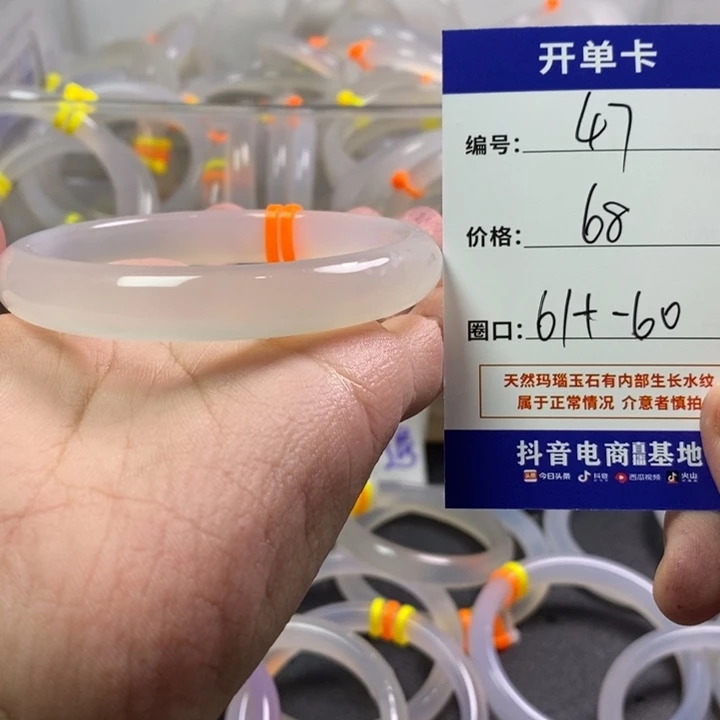 开单卡
编号: 47
价格: 68
圈口: 61+-60
天然玛瑙玉石有内部生长水纹
属于正常情况 介意者慎拍
抖音电商直播基地
今日头条 抖音 西瓜视频 火山